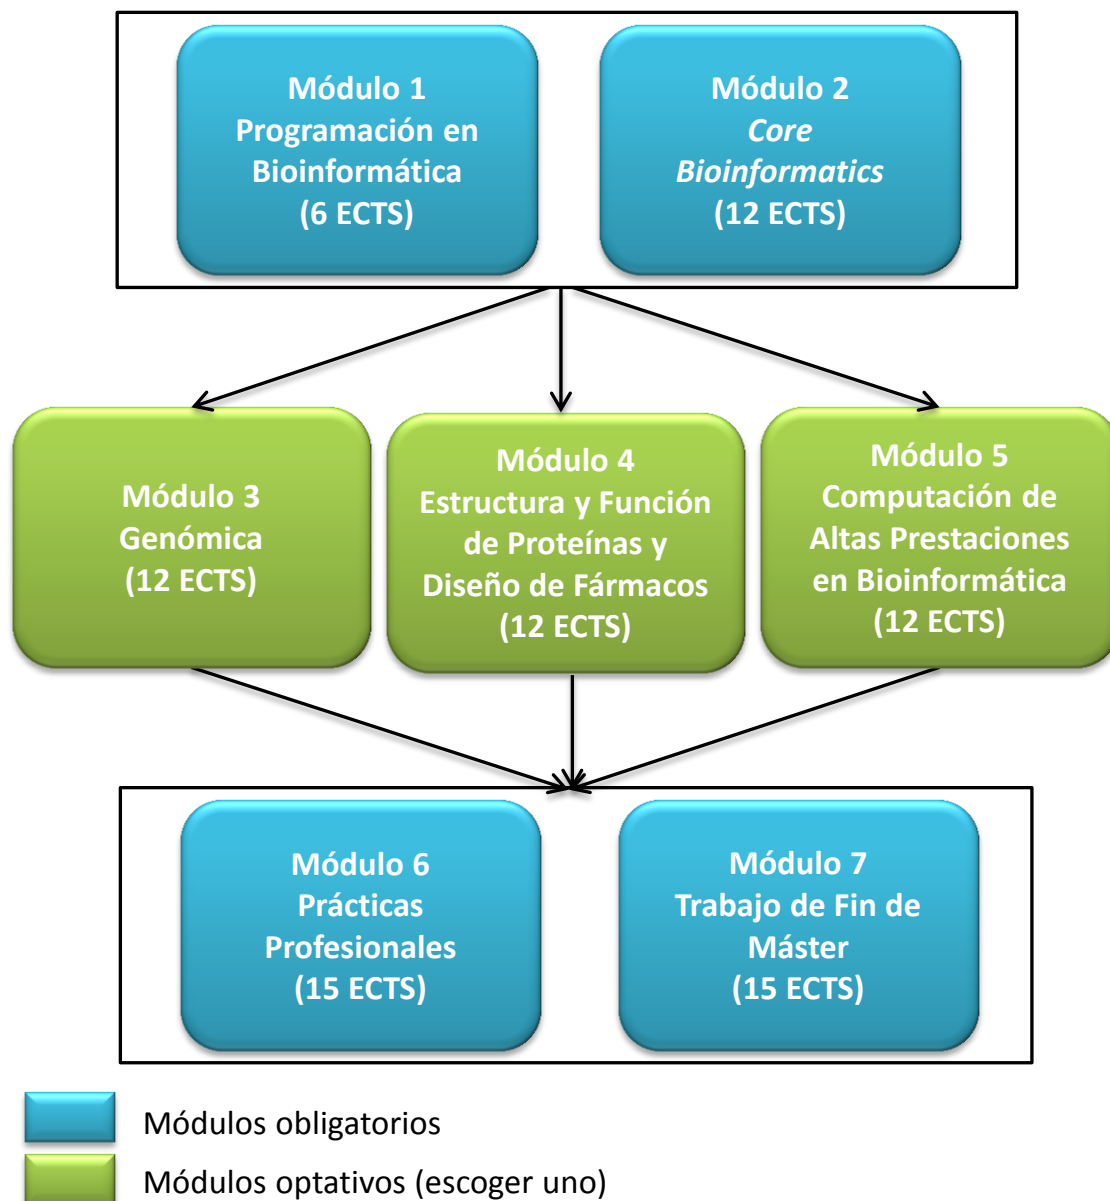 Módulo 1
Programación en
Bioinformática
(6 ECTS)
Módulo 2
Core
Bioinformatics
(12 ECTS)
Módulo 3
Genómica
(12 ECTS)
Módulo 4
Estructura y Función
de Proteínas y
Diseño de Fármacos
(12 ECTS)
Módulo 5
Computación de
Altas Prestaciones
en Bioinformática
(12 ECTS)
Módulo 6
Prácticas
Profesionales
(15 ECTS)
Módulo 7
Trabajo de Fin de
Máster
(15 ECTS)
Módulos obligatorios
Módulos optativos (escoger uno)